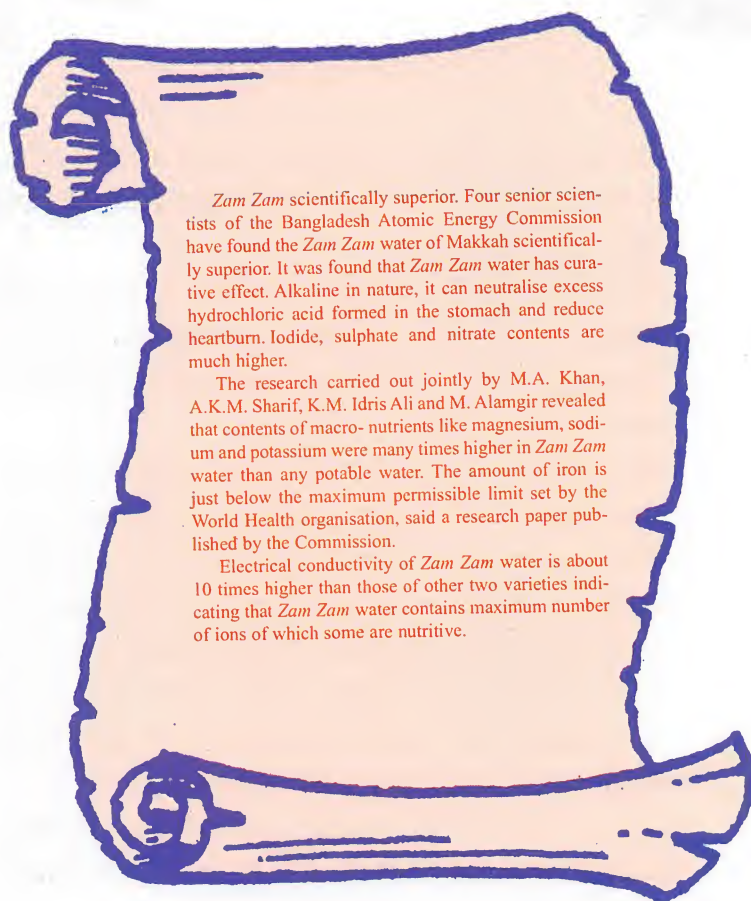 Zam Zam scientifically superior. Four senior scien-
tists of the Bangladesh Atomic Energy Commission
have found the Zam Zam water of Makkah scientifical-
ly superior. It was found that Zam Zam water has cura-
tive effect. Alkaline in nature, it can neutralise excess
hydrochloric acid formed in the stomach and reduce
heartburn. Iodide, sulphate and nitrate contents are
much higher.
The research carried out jointly by M.A. Khan,
A.K.M. Sharif, K.M. Idris Ali and M. Alamgir revealed
that contents of macro- nutrients like magnesium, sodi-
um and potassium were many times higher in Zam Zam
water than any potable water. The amount of iron is
just below the maximum permissible limit set by the
World Health organisation, said a research paper pub-
lished by the Commission.
Electrical conductivity of Zam Zam water is about
10 times higher than those of other two varieties indi-
cating that Zam Zam water contains maximum number
of ions of which some are nutritive.